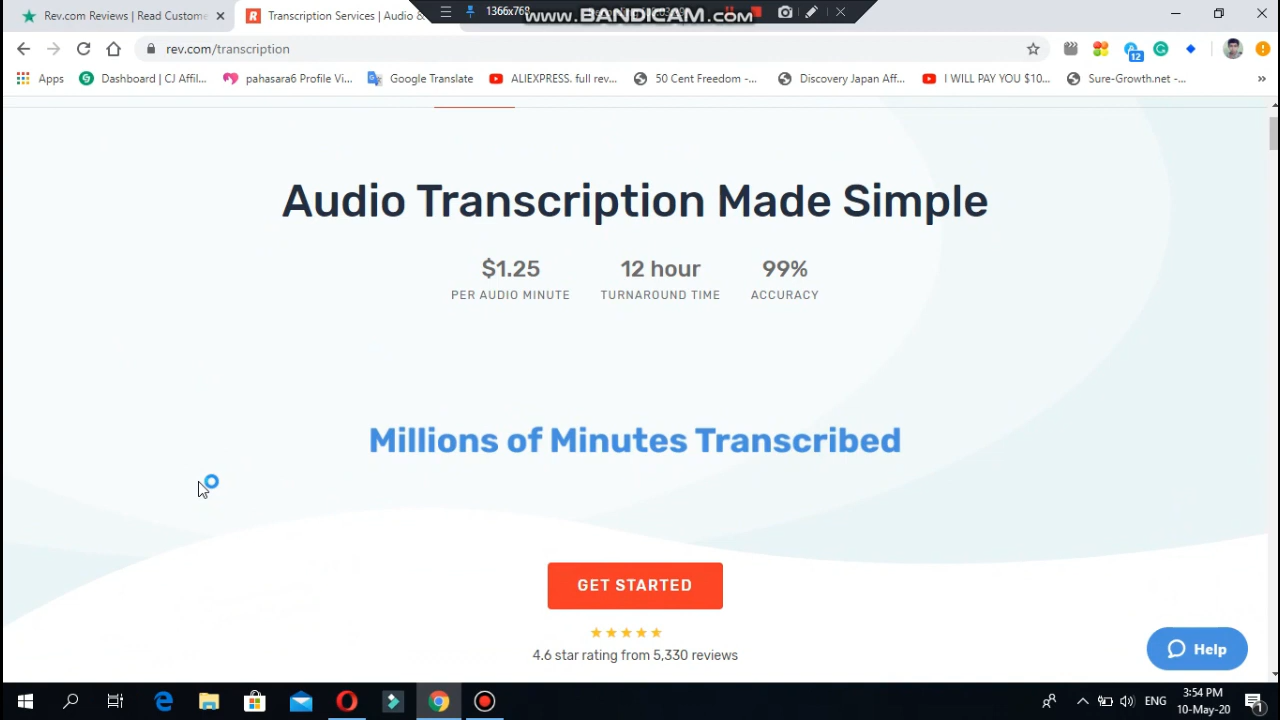 Rev.com Reviews | Read Custome
Transcription Services | Audio &
1366x768
www.BANDICAM.com
rev.com/transcription
12
Apps
Dashboard | CJ Affil...
pahasara6 Profile Vi...
Google Translate
ALIEXPRESS. full rev...
50 Cent Freedom -...
Discovery Japan Aff...
I WILL PAY YOU $10...
Sure-Growth.net -...
Audio Transcription Made Simple
$1.25 12 hour 99%
PER AUDIO MINUTE TURNAROUND TIME ACCURACY
Millions of Minutes Transcribed
GET STARTED
4.6 star rating from 5,330 reviews
Help
ENG
3:54 PM
10-May-20
1